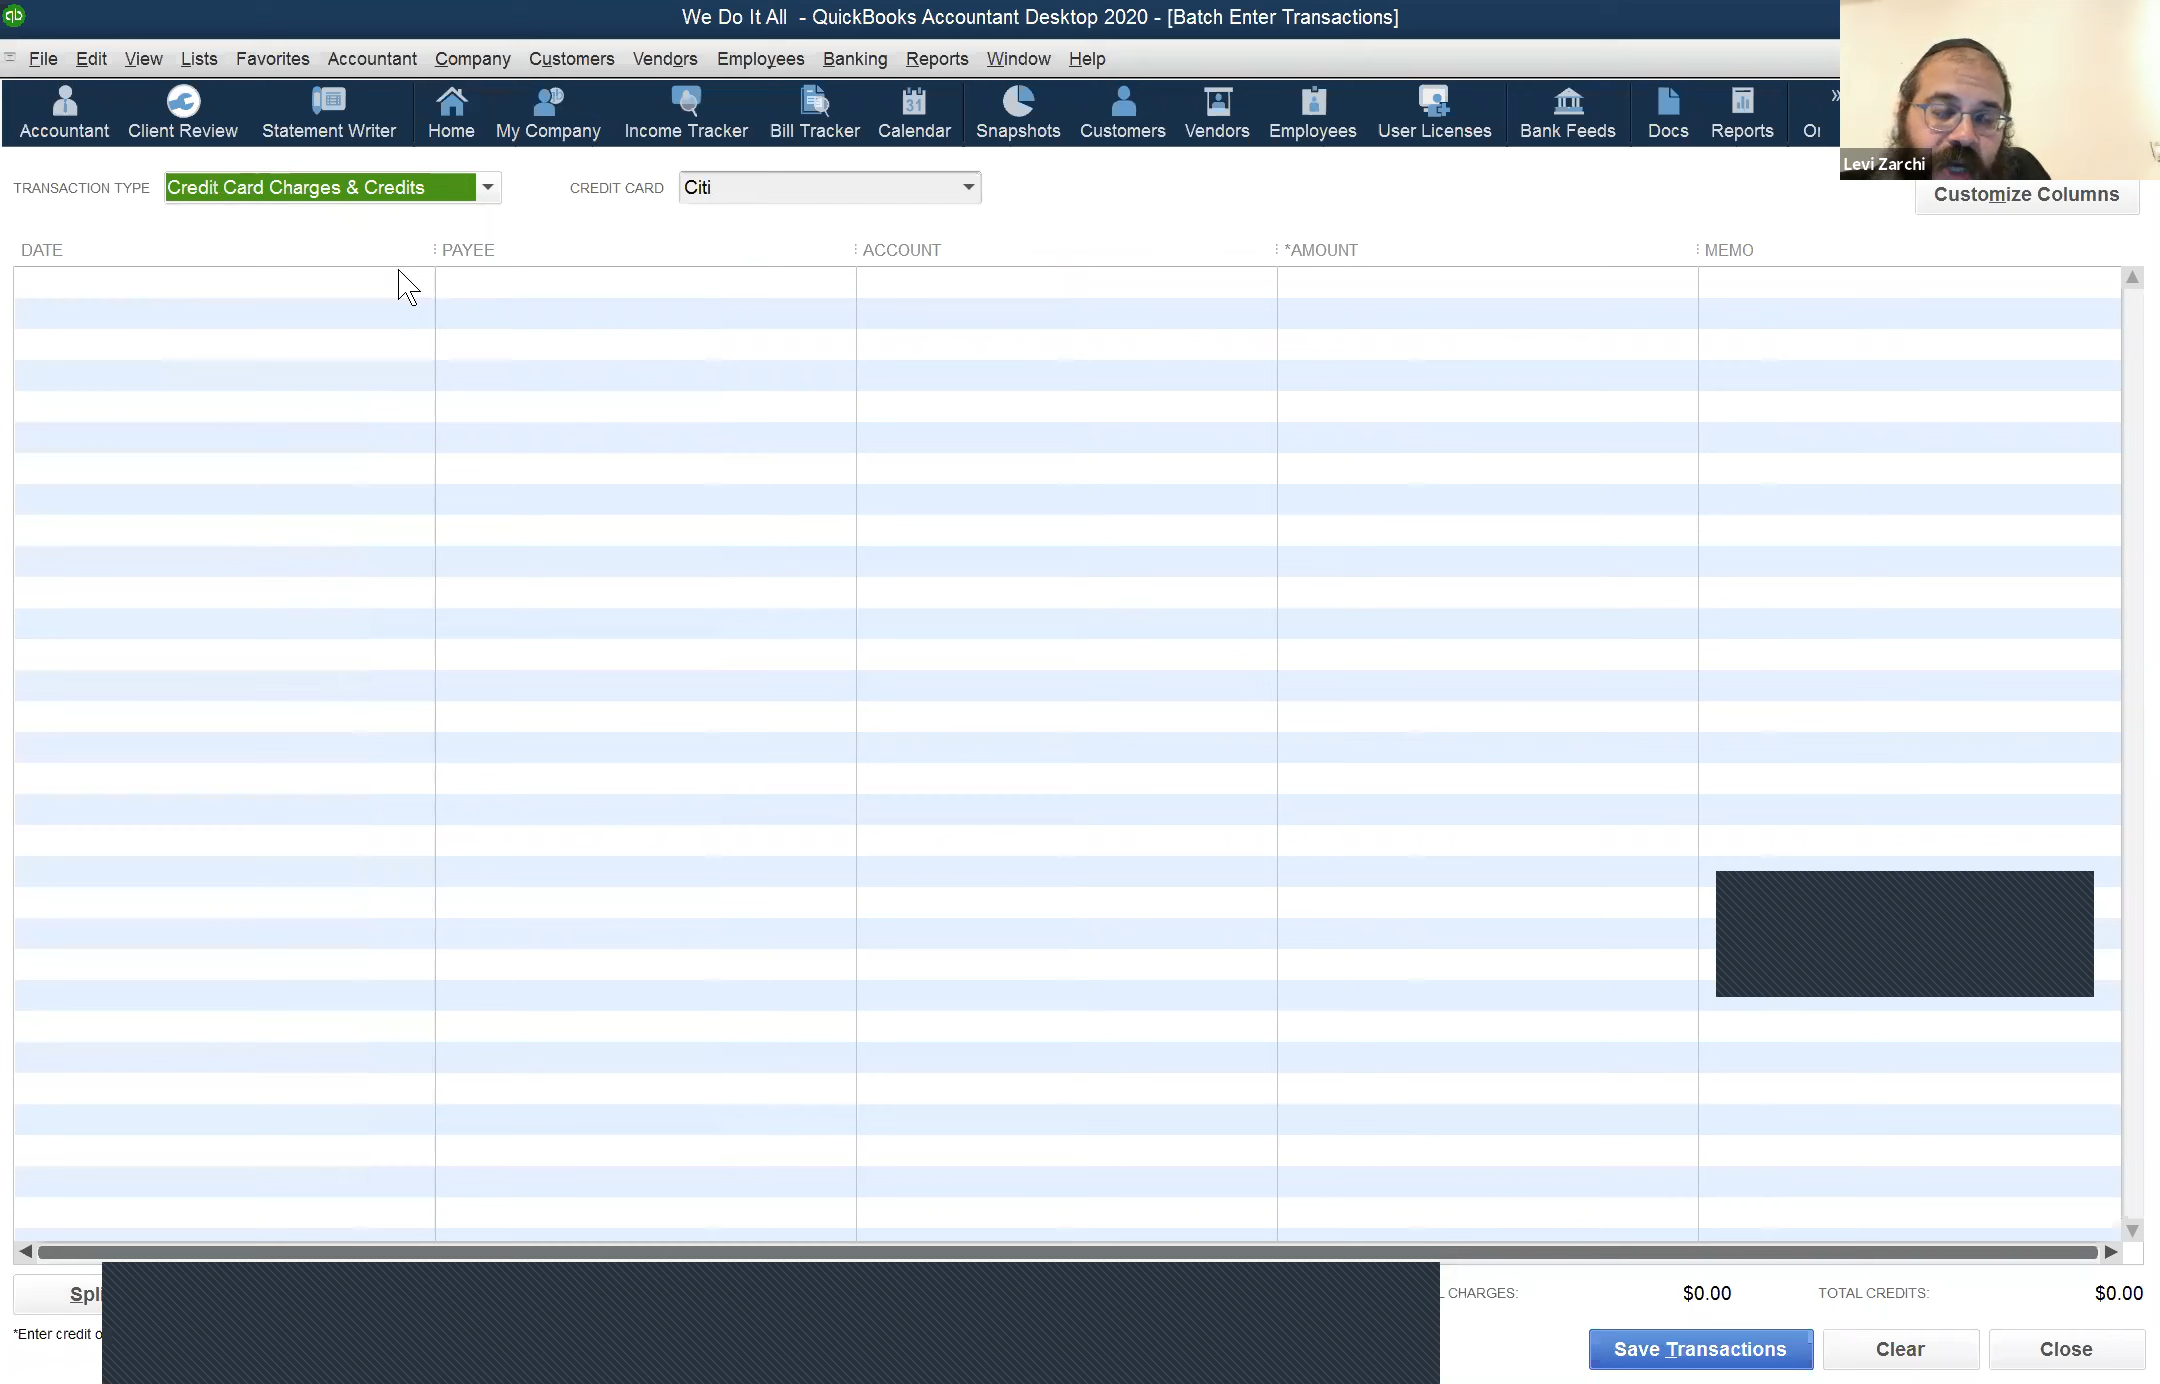 We Do It All - QuickBooks Accountant Desktop 2020 - [Batch Enter Transactions]
File Edit View Lists Favorites Accountant Company Customers Vendors Employees Banking Reports Window Help
Accountant Client Review Statement Writer Home My Company Income Tracker Bill Tracker Calendar Snapshots Customers Vendors Employees User Licenses Bank Feeds Docs Reports
31
Levi Zarchi
TRANSACTION TYPE Credit Card Charges & Credits CREDIT CARD Citi Customize Columns
DATE PAYEE ACCOUNT *AMOUNT MEMO
CHARGES: $0.00 TOTAL CREDITS: $0.00
*Enter credit
Save Transactions Clear Close